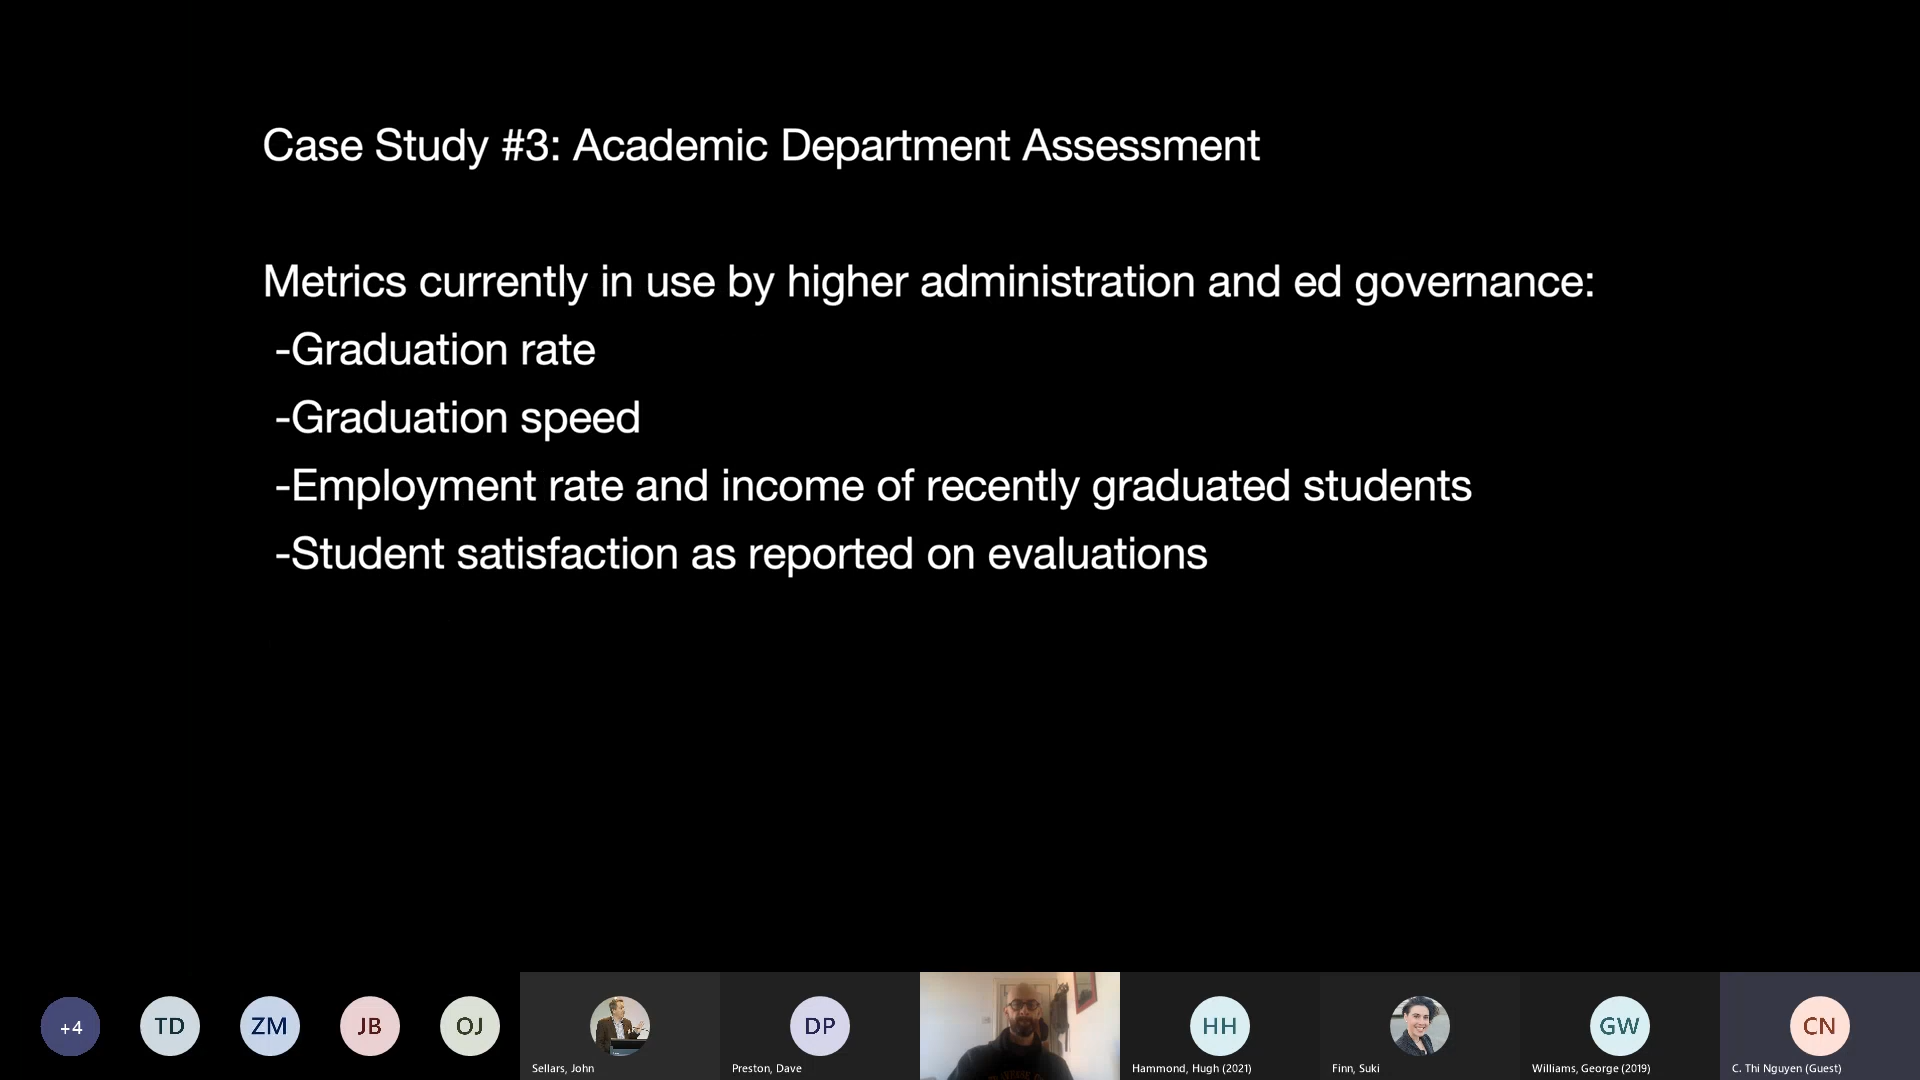 Case Study #3: Academic Department Assessment
Metrics currently in use by higher administration and ed governance:
-Graduation rate
-Graduation speed
-Employment rate and income of recently graduated students
-Student satisfaction as reported on evaluations
+4
TD
ZM
JB
OJ
Sellars, John
DP
Preston, Dave
HH
Hammond, Hugh (2021)
Finn, Suki
GW
Williams, George (2019)
CN
C. Thi Nguyen (Guest)